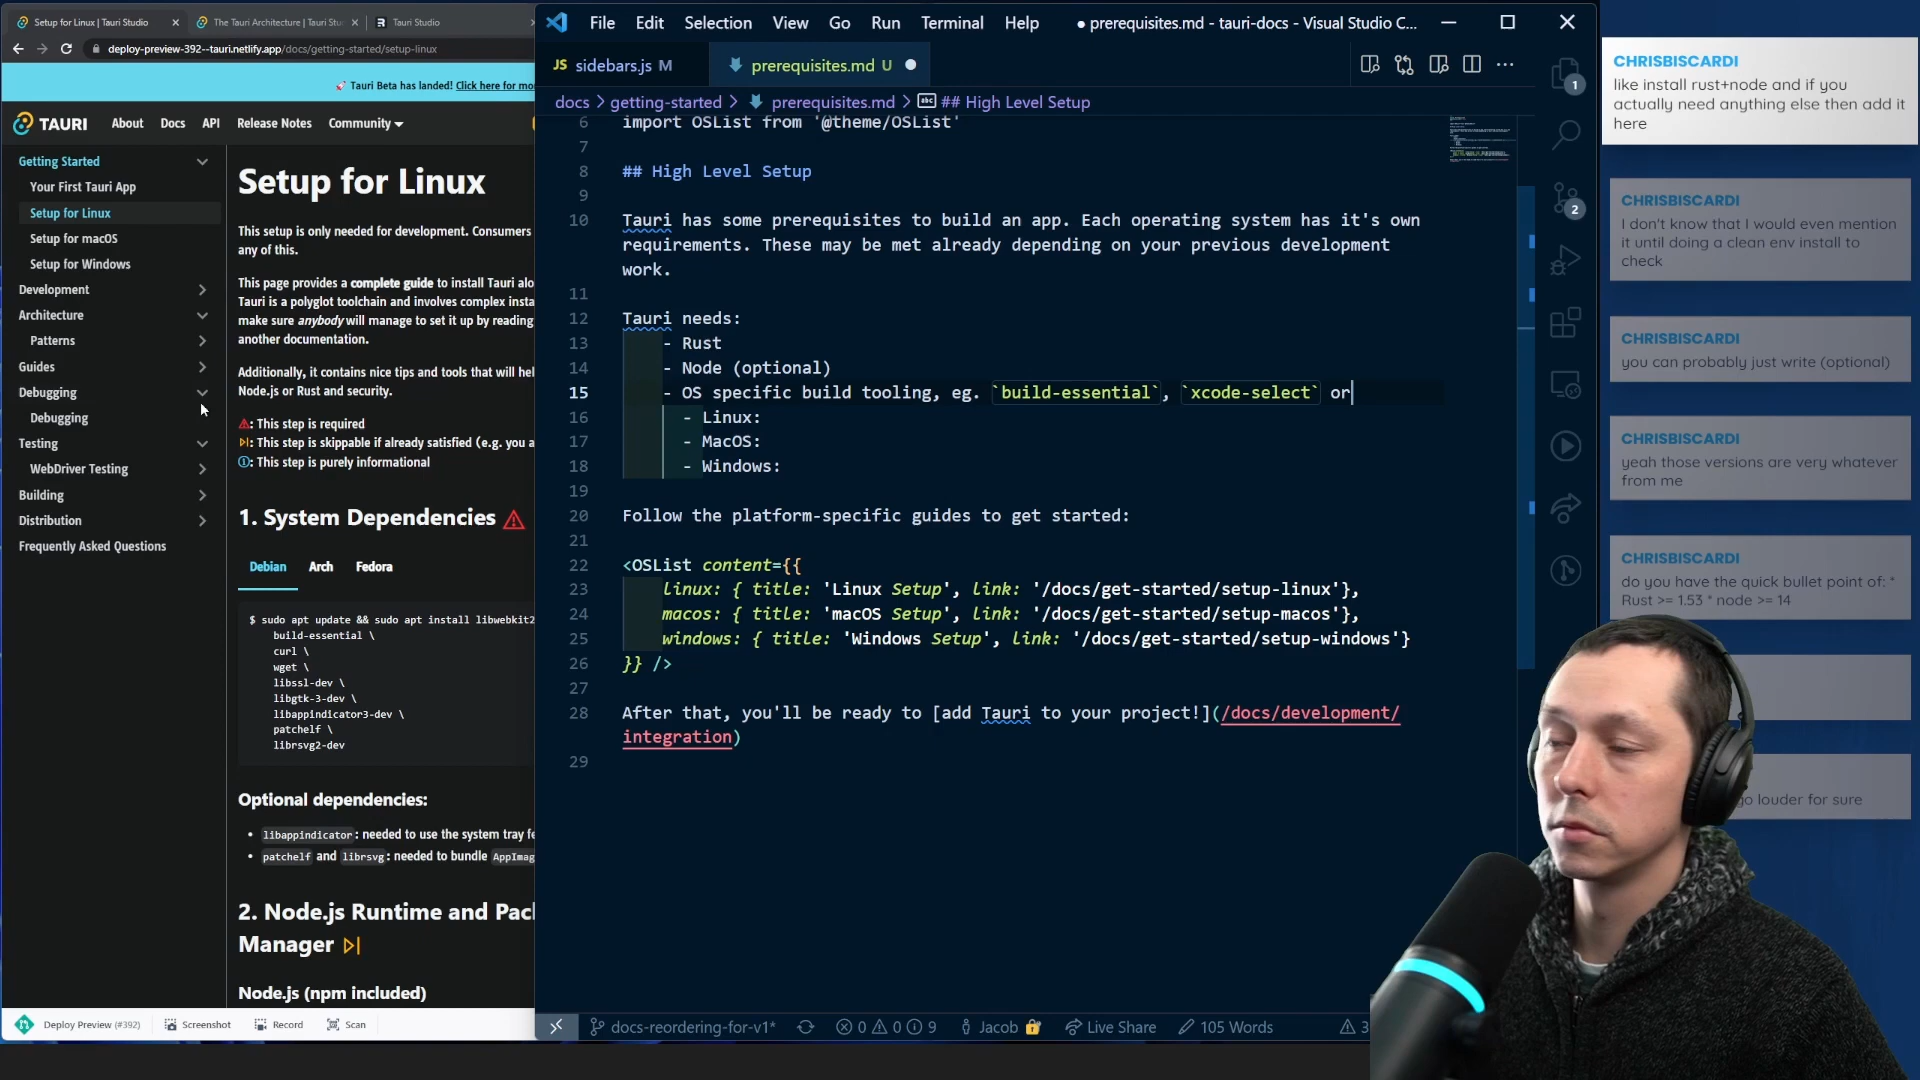 Setup for Linux | Tauri Studio
The Tauri Architecture | Tauri Stu
Tauri Studio
deploy-preview-392--tauri.netlify.app/docs/getting-started/setup-linux
🚀 Tauri Beta has landed! Click here for mo
TAURI About Docs API Release Notes Community
Getting Started
Your First Tauri App
Setup for Linux
Setup for macOS
Setup for Windows
Development
Architecture
Patterns
Guides
Debugging
Debugging
Testing
WebDriver Testing
Building
Distribution
Frequently Asked Questions
Setup for Linux
This setup is only needed for development. Consumers
any of this.
This page provides a complete guide to install Tauri alo
Tauri is a polyglot toolchain and involves complex insta
make sure anybody will manage to set it up by reading
another documentation.
Additionally, it contains nice tips and tools that will hel
Node.js or Rust and security.
⚠: This step is required
: This step is skippable if already satisfied (e.g. you a
: This step is purely informational
1. System Dependencies ⚠
Debian Arch Fedora
$ sudo apt update && sudo apt install libwebkit2
build-essential \
curl \
wget \
libssl-dev \
libgtk-3-dev \
libappindicator3-dev \
patchelf \
librsvg2-dev
Optional dependencies:
• libappindicator: needed to use the system tray fe
• patchelf and librsvg: needed to bundle AppImag
2. Node.js Runtime and Pac
Manager
Node.js (npm included)
Deploy Preview (#392) Screenshot Record Scan
File Edit Selection View Go Run Terminal Help ● prerequisites.md - tauri-docs - Visual Studio C...
JS sidebars.js M
prerequisites.md U ●
docs > getting-started > prerequisites.md > abc ## High Level Setup
6 import OSList from '@theme/OSList'
7
8 ## High Level Setup
9
10 Tauri has some prerequisites to build an app. Each operating system has it's own
requirements. These may be met already depending on your previous development
work.
11
12 Tauri needs:
13 - Rust
14 - Node (optional)
15 - OS specific build tooling, eg. `build-essential`, `xcode-select` or
16 - Linux:
17 - MacOS:
18 - Windows:
19
20 Follow the platform-specific guides to get started:
21
22 <OSList content={{
23 linux: { title: 'Linux Setup', link: '/docs/get-started/setup-linux'},
24 macos: { title: 'macOS Setup', link: '/docs/get-started/setup-macos'},
25 windows: { title: 'Windows Setup', link: '/docs/get-started/setup-windows'}
26 }} />
27
28 After that, you'll be ready to [add Tauri to your project!](/docs/development/
integration)
29
1
2
docs-reordering-for-v1* 0 0 9 Jacob 🔒 Live Share 105 Words 3
CHRISBISCARDI
like install rust+node and if you
actually need anything else then add it
here
CHRISBISCARDI
I don't know that I would even mention
it until doing a clean env install to
check
CHRISBISCARDI
you can probably just write (optional)
CHRISBISCARDI
yeah those versions are very whatever
from me
CHRISBISCARDI
do you have the quick bullet point of: *
Rust >= 1.53 * node >= 14
go louder for sure